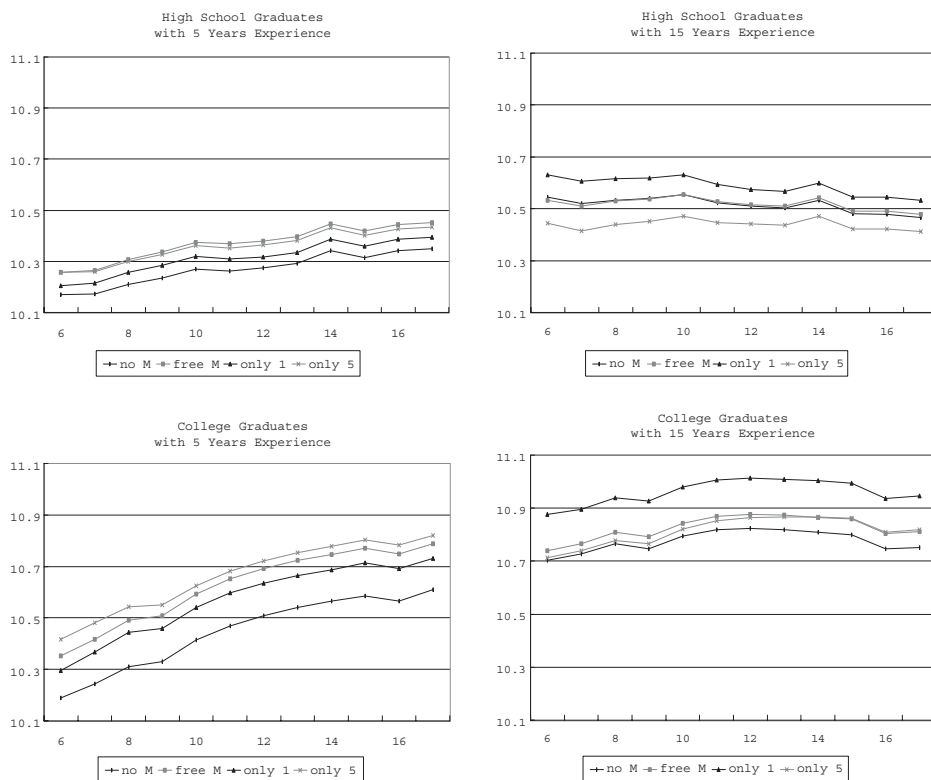 High School Graduates
with 5 Years Experience
11.1
10.9
10.7
10.5
10.3
10.1
6 8 10 12 14 16
no M free M only 1 only 5
High School Graduates
with 15 Years Experience
11.1
10.9
10.7
10.5
10.3
10.1
6 8 10 12 14 16
no M free M only 1 only 5
College Graduates
with 5 Years Experience
11.1
10.9
10.7
10.5
10.3
10.1
6 8 10 12 14 16
no M free M only 1 only 5
College Graduates
with 15 Years Experience
11.1
10.9
10.7
10.5
10.3
10.1
6 8 10 12 14 16
no M free M only 1 only 5